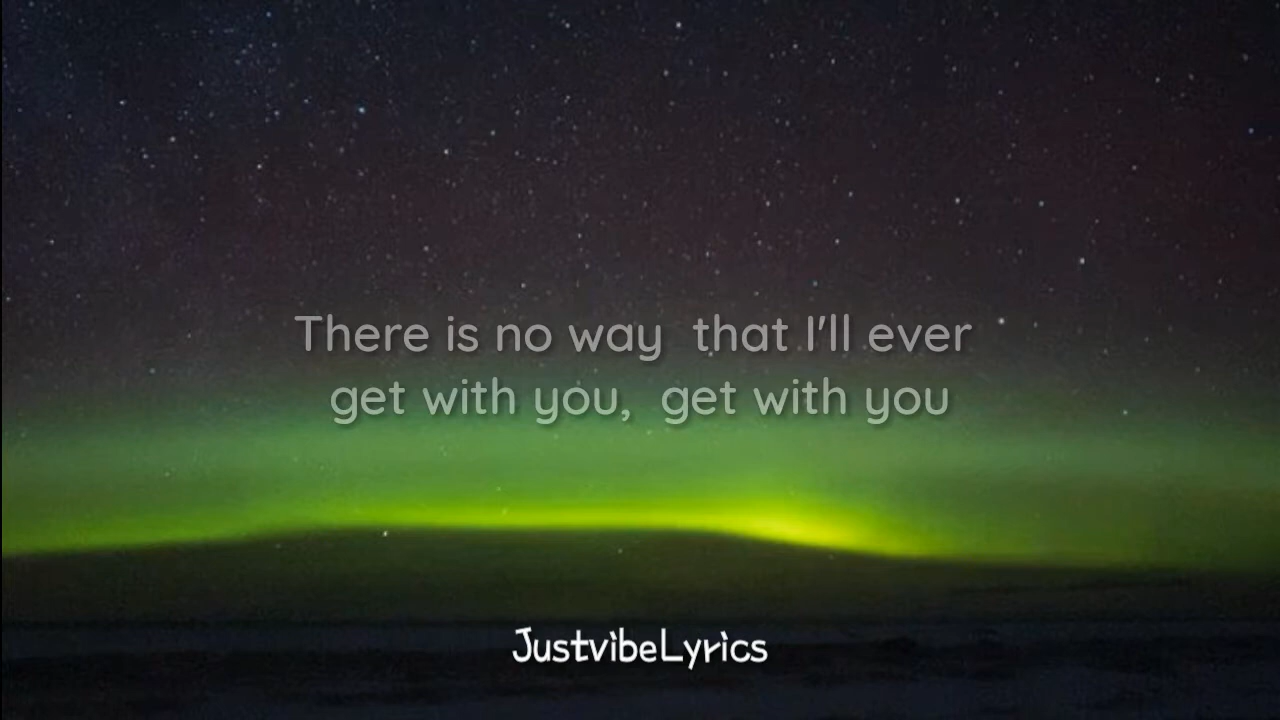 There is no way  that I'll ever
get with you,  get with you
JustvibeLyrics